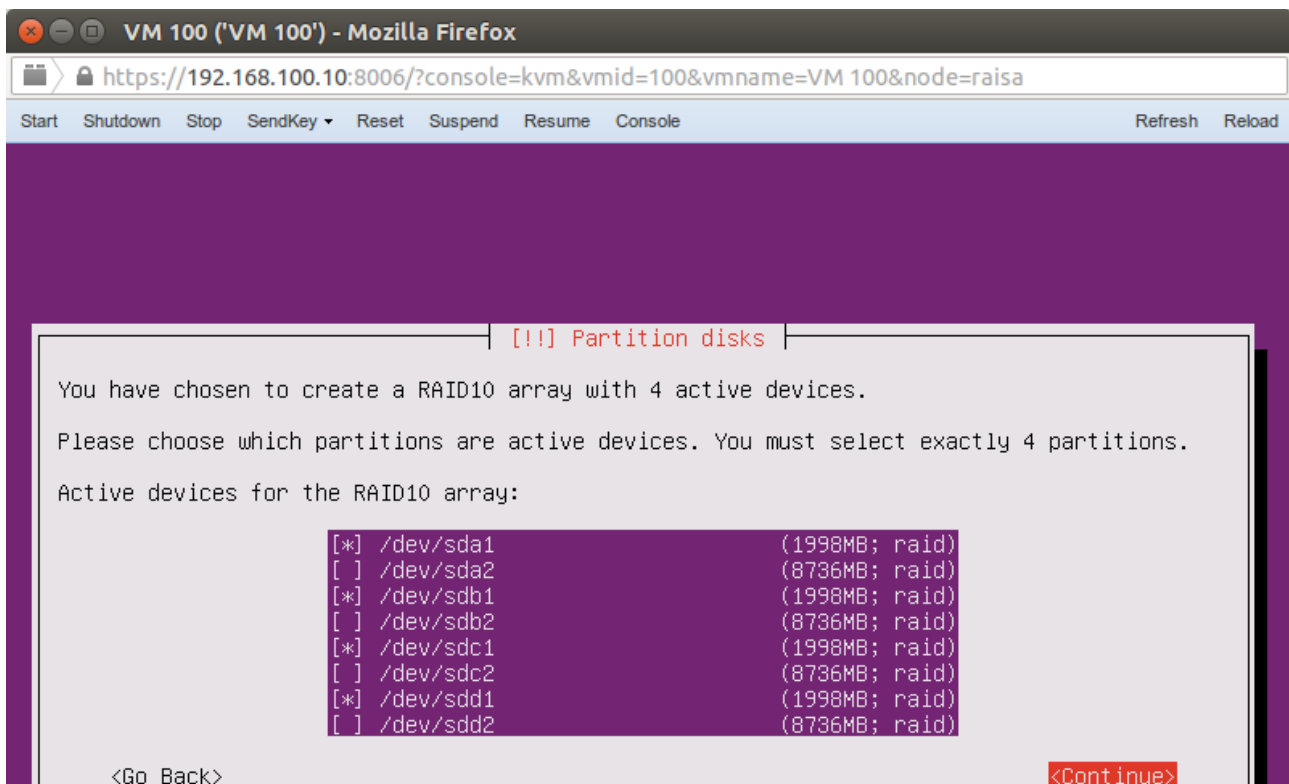 VM 100 ('VM 100') - Mozilla Firefox
https://192.168.100.10:8006/?console=kvm&vmid=100&vmname=VM 100&node=raisa
Start Shutdown Stop SendKey Reset Suspend Resume Console Refresh Reload
[!!] Partition disks
You have chosen to create a RAID10 array with 4 active devices.
Please choose which partitions are active devices. You must select exactly 4 partitions.
Active devices for the RAID10 array:
[*] /dev/sda1 (1998MB; raid)
[ ] /dev/sda2 (8736MB; raid)
[*] /dev/sdb1 (1998MB; raid)
[ ] /dev/sdb2 (8736MB; raid)
[*] /dev/sdc1 (1998MB; raid)
[ ] /dev/sdc2 (8736MB; raid)
[*] /dev/sdd1 (1998MB; raid)
[ ] /dev/sdd2 (8736MB; raid)
<Go Back> <Continue>